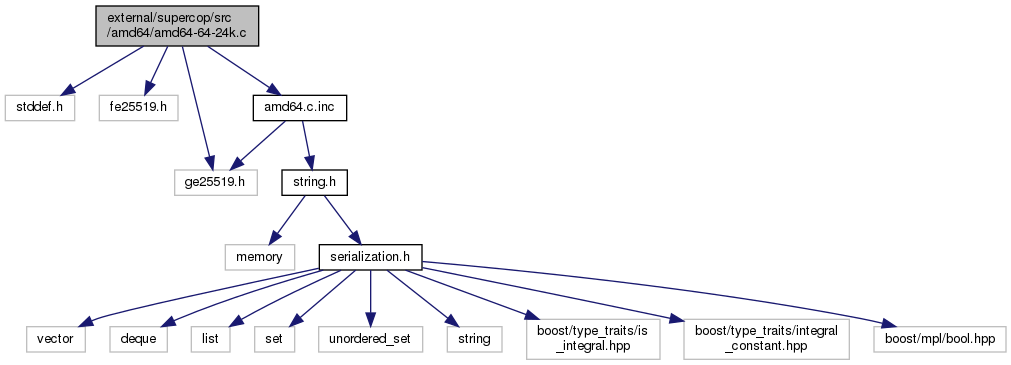 external/supercop/src
/amd64/amd64-64-24k.c
stddef.h
fe25519.h
amd64.c.inc
ge25519.h
string.h
memory
serialization.h
vector
deque
list
set
unordered_set
string
boost/type_traits/is
_integral.hpp
boost/type_traits/integral
_constant.hpp
boost/mpl/bool.hpp